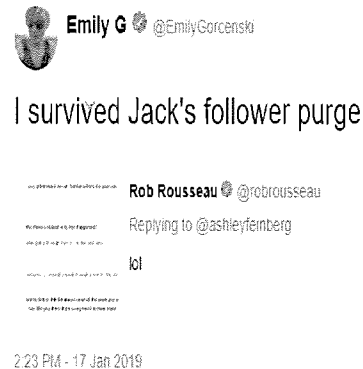 Emily G @EmilyGorcenski
I survived Jack's follower purge
Rob Rousseau @robrousseau
Replying to @ashleyfeinberg
lol
2:23 PM - 17 Jan 2019